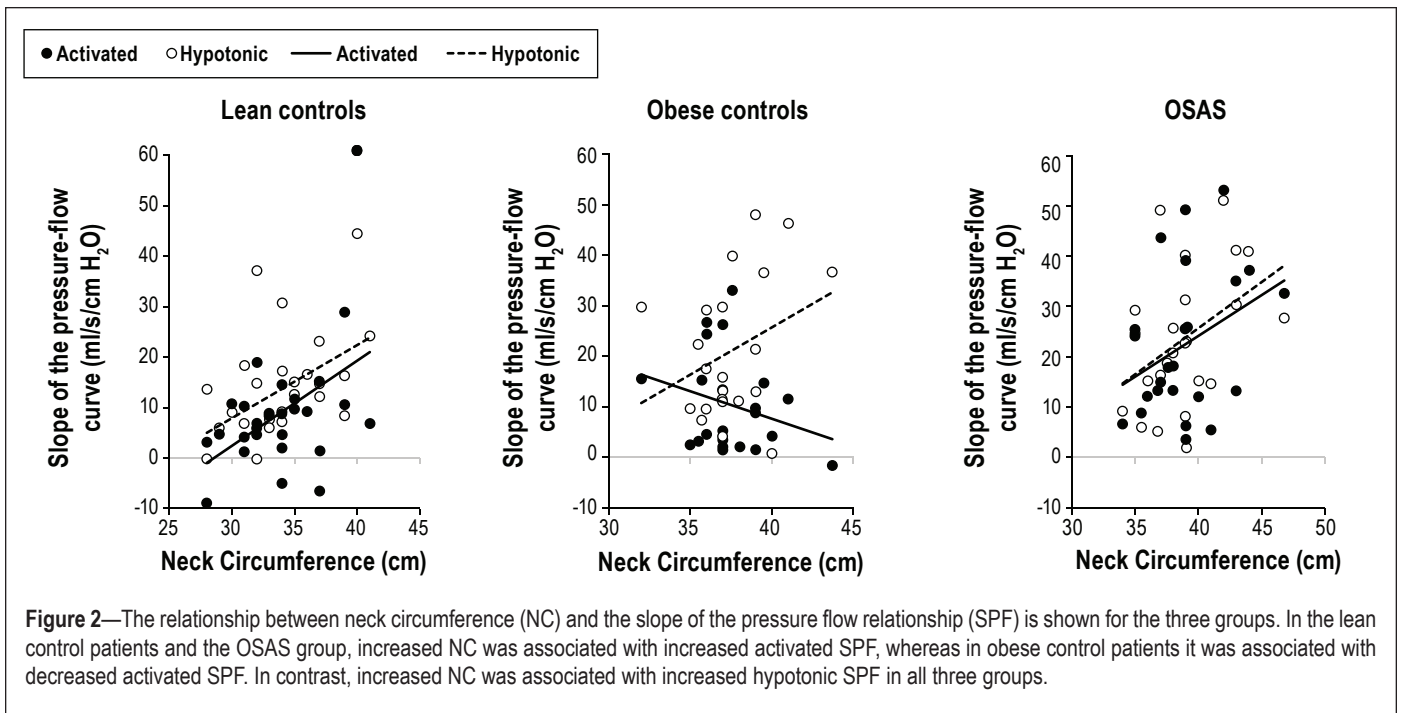 Activated Hypotonic Activated Hypotonic
Lean controls
Slope of the pressure-flow
curve (ml/s/cm H₂O)
60
50
40
30
20
10
0
-10
25 30 35 40 45
Neck Circumference (cm)
Obese controls
Slope of the pressure-flow
curve (ml/s/cm H₂O)
60
50
40
30
20
10
0
-10
30 35 40 45
Neck Circumference (cm)
OSAS
Slope of the pressure-flow
curve (ml/s/cm H₂O)
60
50
40
30
20
10
0
-10
30 35 40 45 50
Neck Circumference (cm)
Figure 2—The relationship between neck circumference (NC) and the slope of the pressure flow relationship (SPF) is shown for the three groups. In the lean
control patients and the OSAS group, increased NC was associated with increased activated SPF, whereas in obese control patients it was associated with
decreased activated SPF. In contrast, increased NC was associated with increased hypotonic SPF in all three groups.